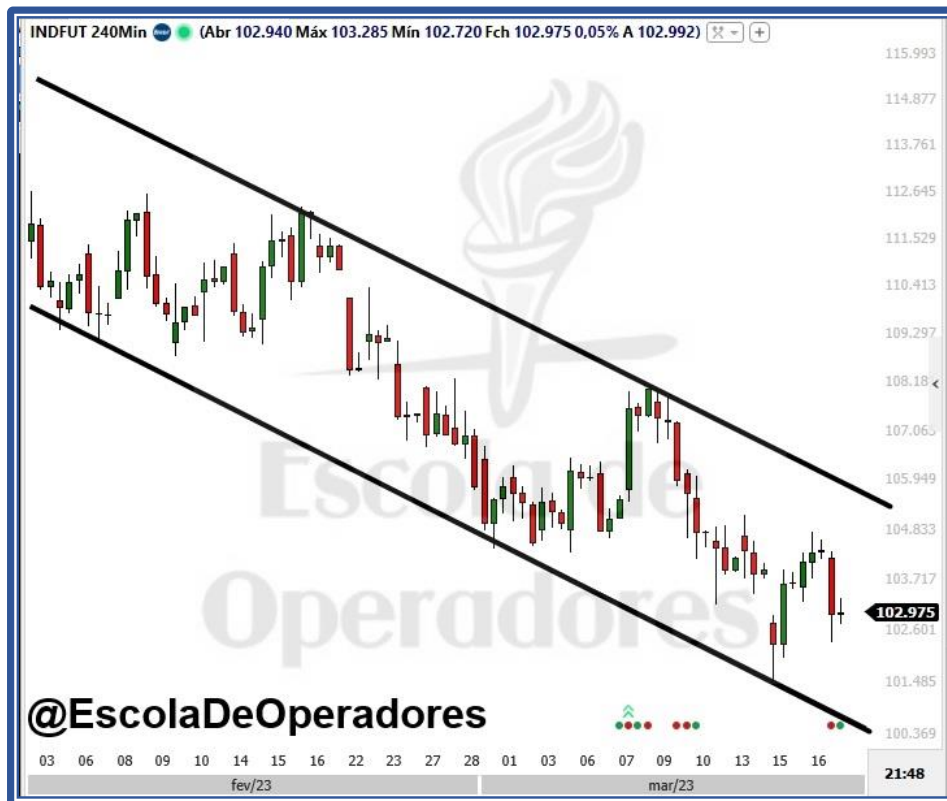 INDFUT 240Min (Abr 102.940 Máx 103.285 Mín 102.720 Fch 102.975 0,05% A 102.992)
115.993
114.877
113.761
112.645
111.529
110.413
109.297
108.18
107.065
105.949
104.833
103.717
102.975
102.601
101.485
100.369
Escola de
Operadores
@EscolaDeOperadores
03 06 07 08 09 10 14 15 16 22 23 27 28 01 03 06 07 09 10 13 15 16
fev/23 mar/23
21:48